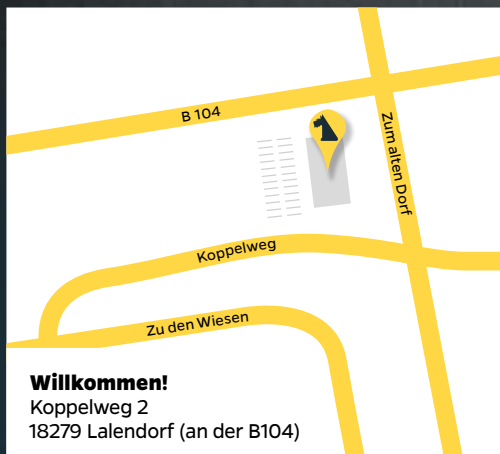 B 104
Zum alten Dorf
Koppelweg
Zu den Wiesen
Willkommen!
Koppelweg 2
18279 Lalendorf (an der B104)